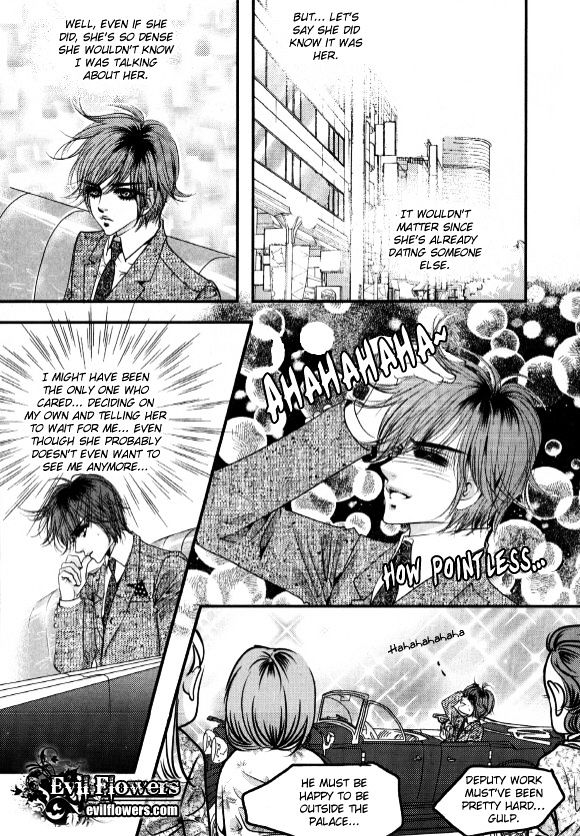 WELL, EVEN IF SHE
DID, SHE'S SO DENSE
SHE WOULDN'T KNOW
I WAS TALKING
ABOUT HER.
BUT... LET'S
SAY SHE DID
KNOW IT WAS
HER.
IT WOULDN'T
MATTER SINCE
SHE'S ALREADY
DATING SOMEONE
ELSE.
I MIGHT HAVE BEEN
THE ONLY ONE WHO
CARED... DECIDING ON
MY OWN AND TELLING HER
TO WAIT FOR ME... EVEN
THOUGH SHE PROBABLY
DOESN'T EVEN WANT TO
SEE ME ANYMORE...
AHAHAHAHA~
HOW POINTLESS...
Hahahahahaha
HE MUST BE
HAPPY TO BE
OUTSIDE THE
PALACE...
DEPUTY WORK
MUST'VE BEEN
PRETTY HARD...
GULP.
Evil Flowers
evilflowers.com